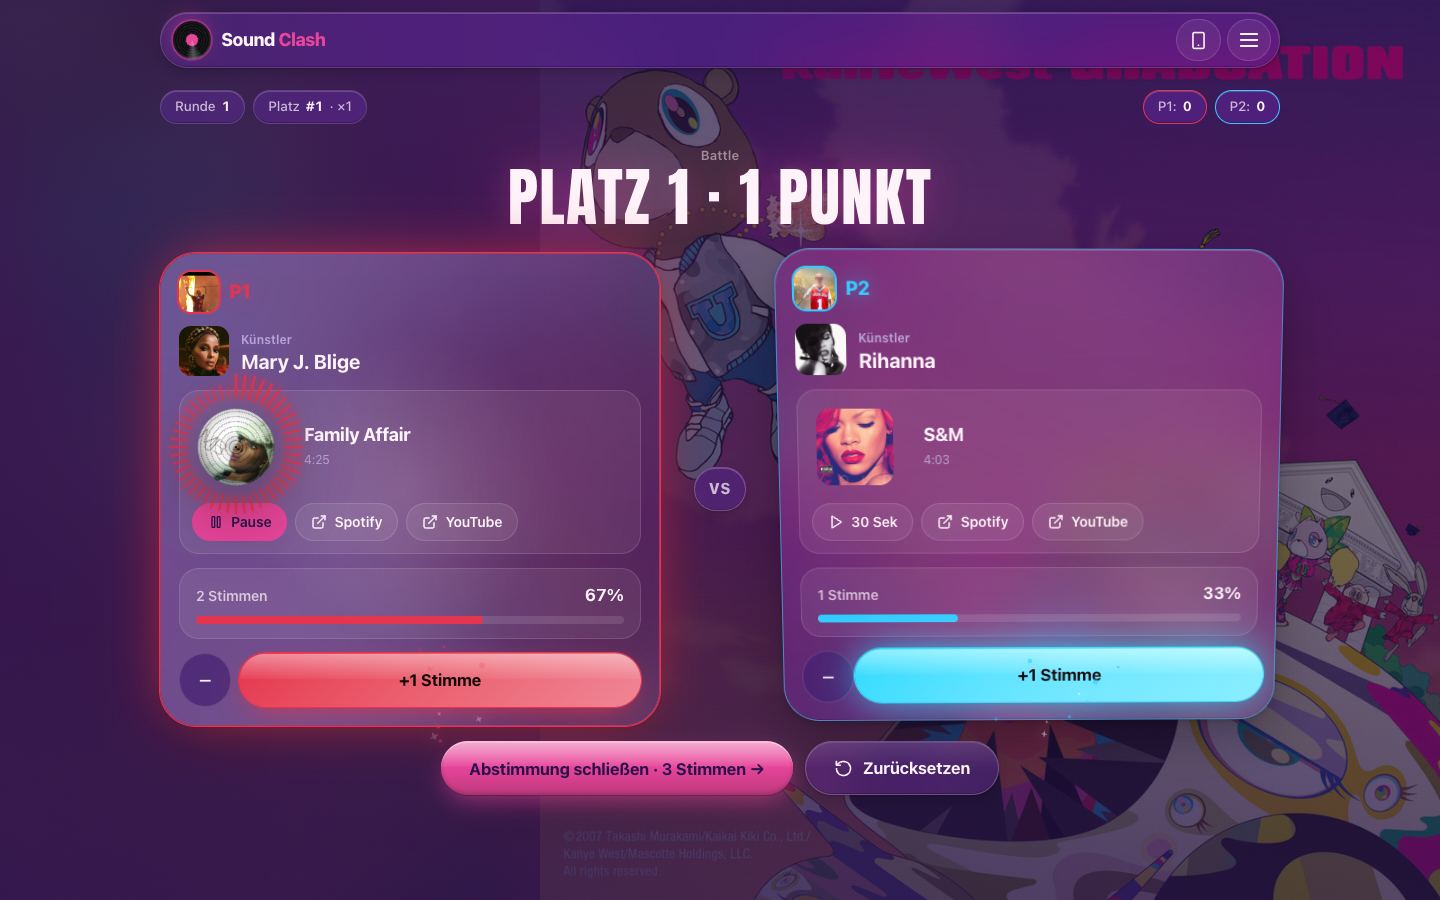 Sound Clash
KanyeWest GRADUATION
Runde 1
Platz #1 · ×1
P1: 0
P2: 0
Battle
PLATZ 1 · 1 PUNKT
P1
Künstler
Mary J. Blige
Family Affair
4:25
Pause
Spotify
YouTube
2 Stimmen
67%
−
+1 Stimme
U
VS
P2
Künstler
Rihanna
S&M
4:03
30 Sek
Spotify
YouTube
1 Stimme
33%
−
+1 Stimme
Abstimmung schließen · 3 Stimmen →
Zurücksetzen
©2007 Takashi Murakami/Kaikai Kiki Co., Ltd./
Kanye West/Mascotte Holdings, LLC.
All rights reserved.